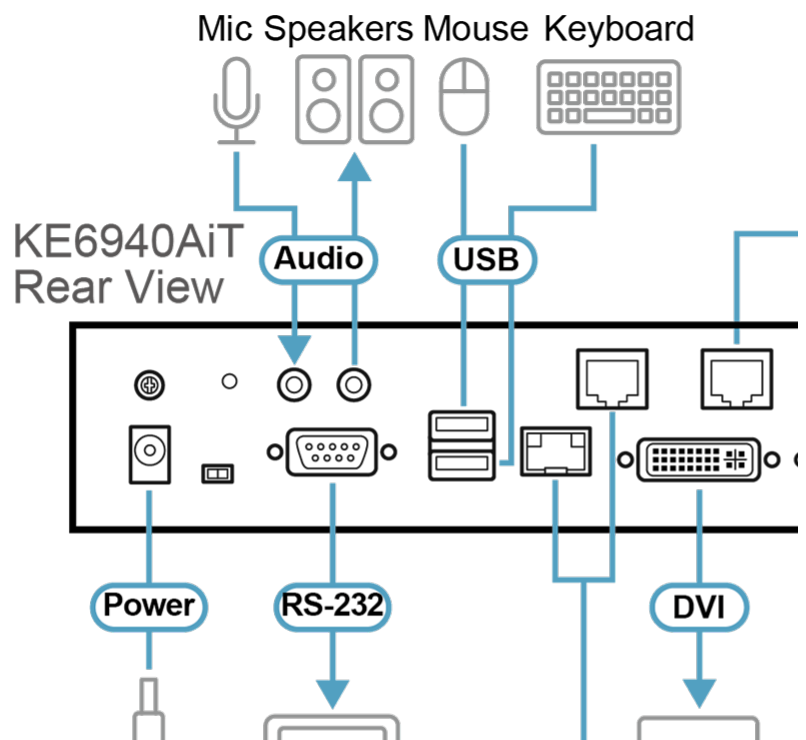 Mic Speakers Mouse Keyboard
KE6940AiT
Rear View
Audio
USB
Power
RS-232
DVI